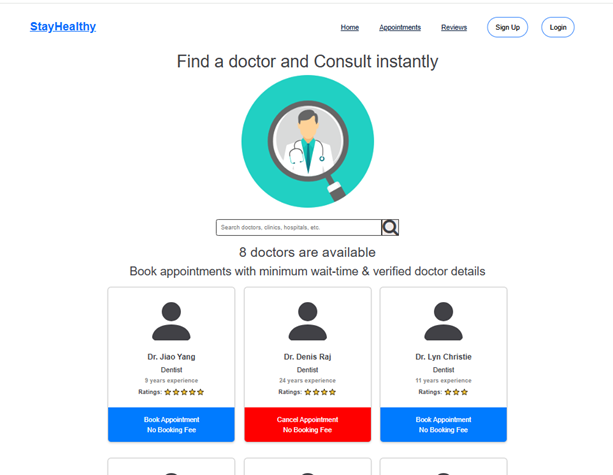 StayHealthy
Home Appointments Reviews Sign Up Login
Find a doctor and Consult instantly
Search doctors, clinics, hospitals, etc.
8 doctors are available
Book appointments with minimum wait-time & verified doctor details
Dr. Jiao Yang
Dentist
9 years experience
Ratings:
Book Appointment
No Booking Fee
Dr. Denis Raj
Dentist
24 years experience
Ratings:
Cancel Appointment
No Booking Fee
Dr. Lyn Christie
Dentist
11 years experience
Ratings:
Book Appointment
No Booking Fee